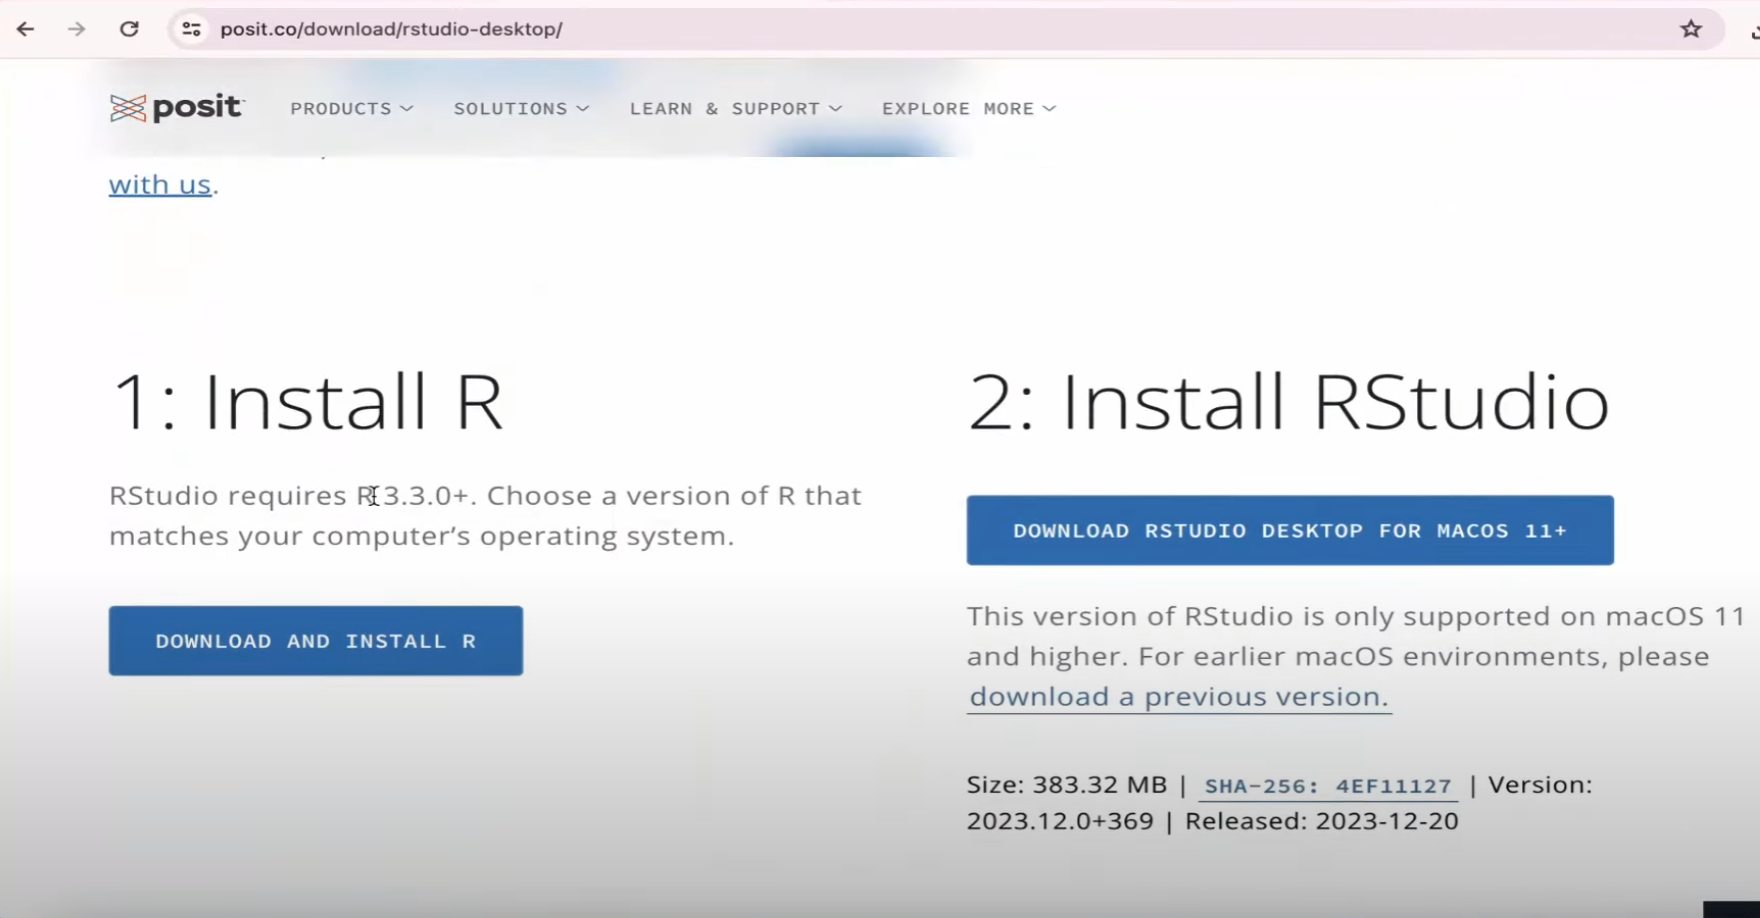 posit.co/download/rstudio-desktop/
posit PRODUCTS SOLUTIONS LEARN & SUPPORT EXPLORE MORE
with us.
1: Install R
RStudio requires R 3.3.0+. Choose a version of R that
matches your computer’s operating system.
DOWNLOAD AND INSTALL R
2: Install RStudio
DOWNLOAD RSTUDIO DESKTOP FOR MACOS 11+
This version of RStudio is only supported on macOS 11
and higher. For earlier macOS environments, please
download a previous version.
Size: 383.32 MB | SHA-256: 4EF11127 | Version:
2023.12.0+369 | Released: 2023-12-20